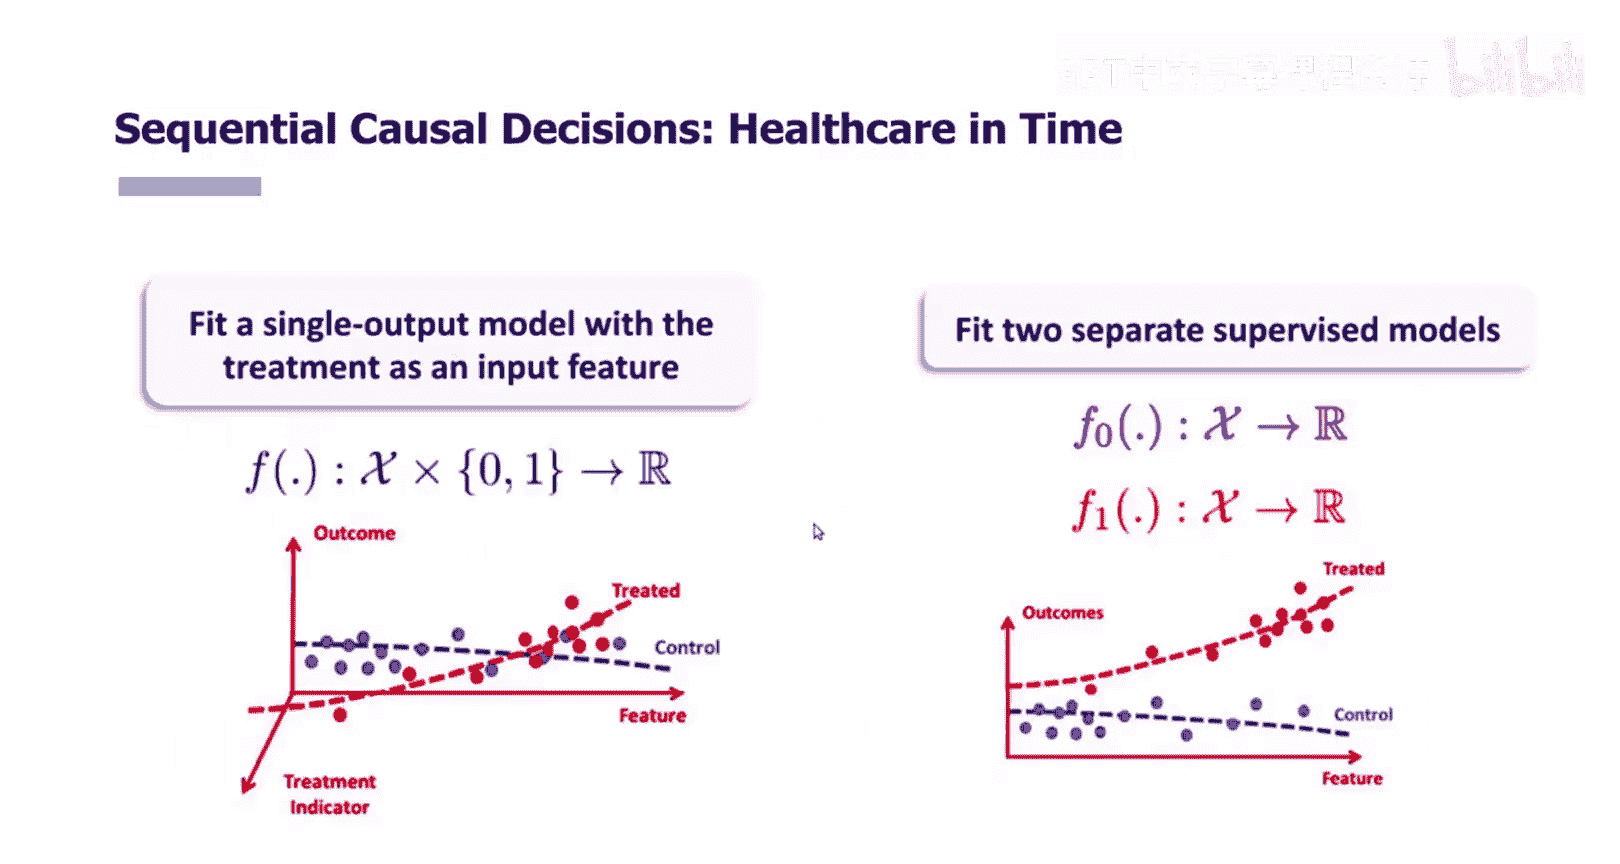 bilibili
Sequential Causal Decisions: Healthcare in Time
Fit a single-output model with the
treatment as an input feature
f(.) : 𝒳 × {0, 1} → ℝ
Outcome
Treated
Control
Feature
Treatment
Indicator
Fit two separate supervised models
f₀(.) : 𝒳 → ℝ
f₁(.) : 𝒳 → ℝ
Treated
Outcomes
Control
Feature